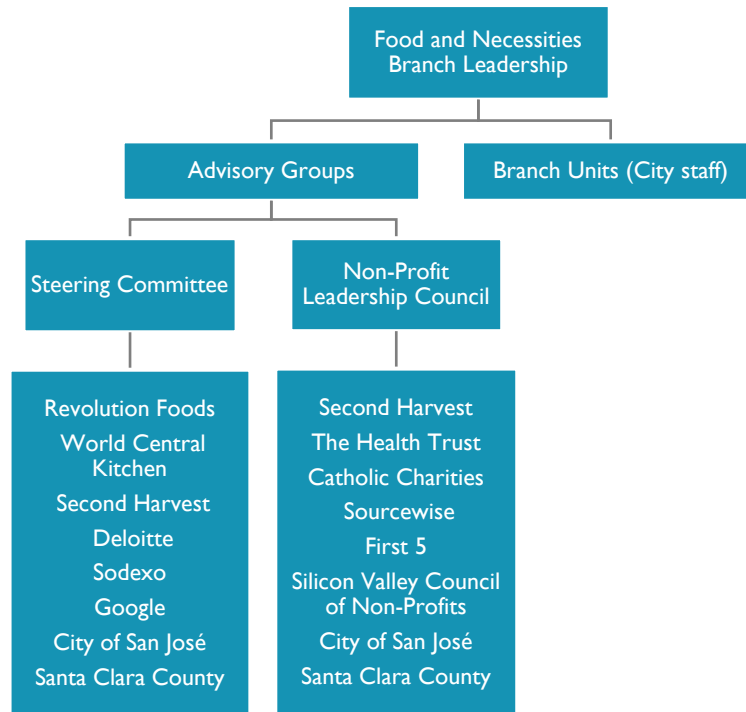 Food and Necessities
Branch Leadership
Advisory Groups
Branch Units (City staff)
Steering Committee
Non-Profit
Leadership Council
Revolution Foods
World Central
Kitchen
Second Harvest
Deloitte
Sodexo
Google
City of San José
Santa Clara County
Second Harvest
The Health Trust
Catholic Charities
Sourcewise
First 5
Silicon Valley Council
of Non-Profits
City of San José
Santa Clara County